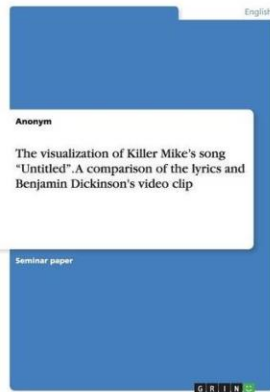 English
Anonym
The visualization of Killer Mike's song
“Untitled”. A comparison of the lyrics and
Benjamin Dickinson's video clip
Seminar paper
GRIN